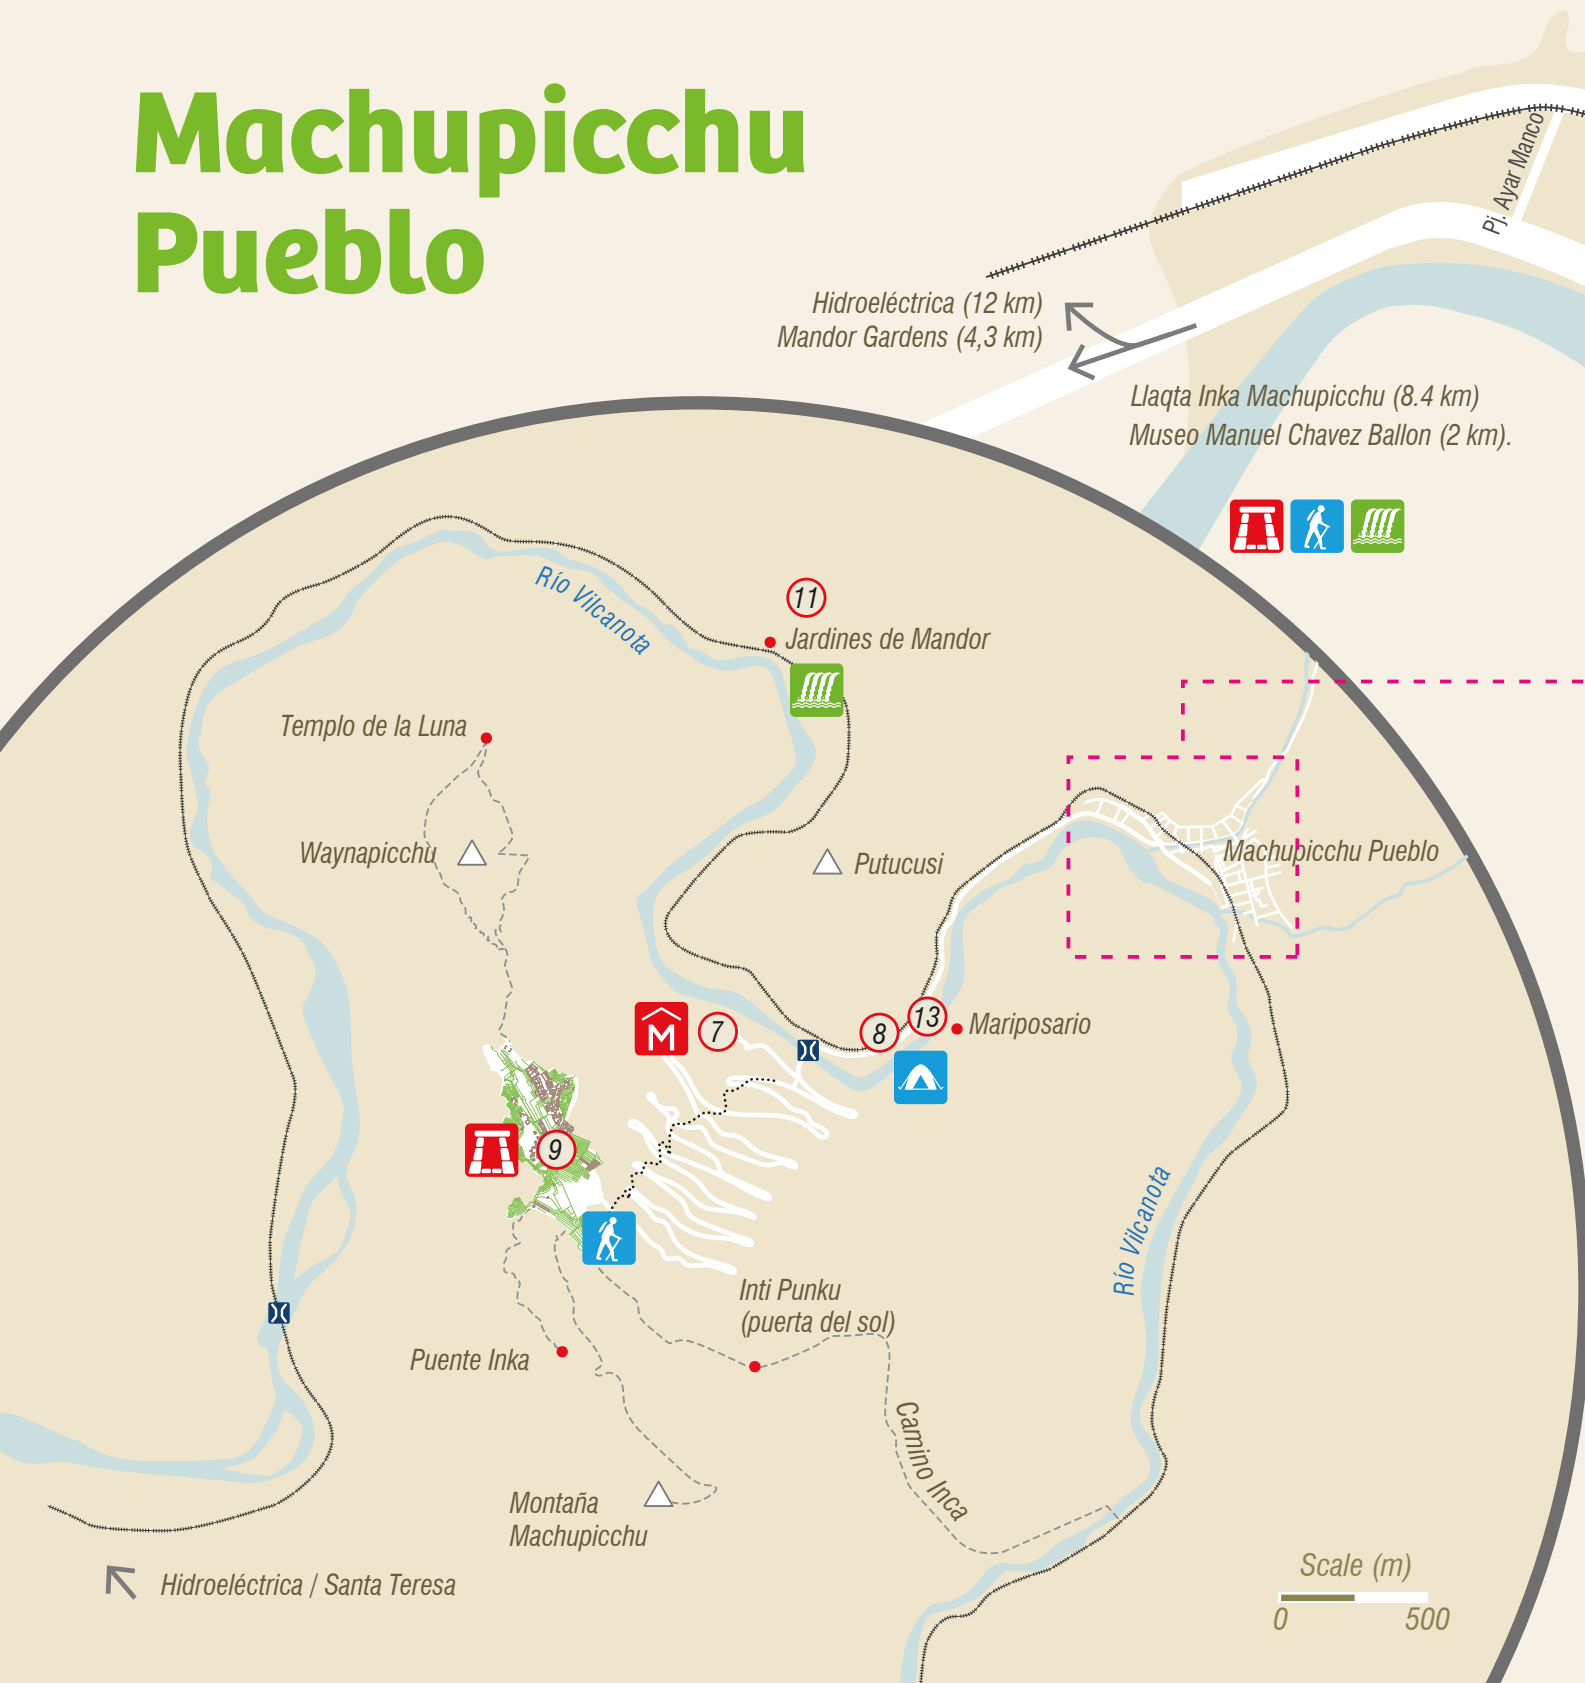 Machupicchu
Pueblo
Pj. Ayar Manco
Hidroeléctrica (12 km)
Mandor Gardens (4,3 km)
Llaqta Inka Machupicchu (8.4 km)
Museo Manuel Chavez Ballon (2 km).
Río Vilcanota
11
Jardines de Mandor
Templo de la Luna
Waynapicchu
Putucusi
Machupicchu Pueblo
M
7
8
13
Mariposario
9
Río Vilcanota
Inti Punku
(puerta del sol)
Puente Inka
Camino Inca
Montaña
Machupicchu
Hidroeléctrica / Santa Teresa
Scale (m)
0 500